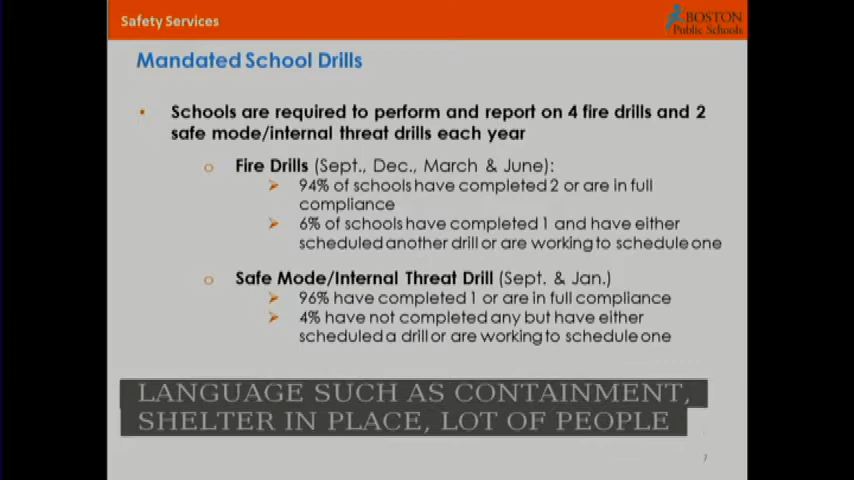 Safety Services
BOSTON
Public Schools
Mandated School Drills
• Schools are required to perform and report on 4 fire drills and 2
safe mode/internal threat drills each year
o Fire Drills (Sept., Dec., March & June):
➢ 94% of schools have completed 2 or are in full
compliance
➢ 6% of schools have completed 1 and have either
scheduled another drill or are working to schedule one
o Safe Mode/Internal Threat Drill (Sept. & Jan.)
➢ 96% have completed 1 or are in full compliance
➢ 4% have not completed any but have either
scheduled a drill or are working to schedule one
LANGUAGE SUCH AS CONTAINMENT,
SHELTER IN PLACE, LOT OF PEOPLE
7